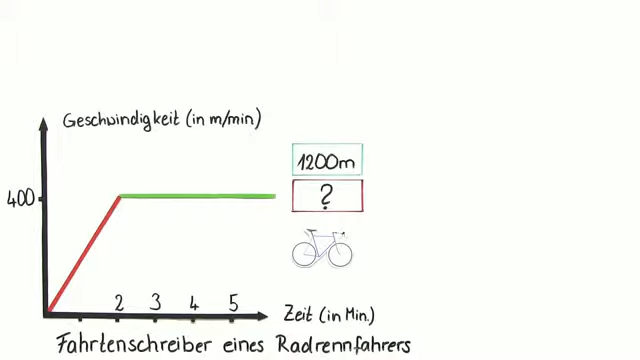 Geschwindigkeit (in m/min)
1200m
400
?
2 3 4 5
Zeit (in Min.)
Fahrtenschreiber eines Radrennfahrers